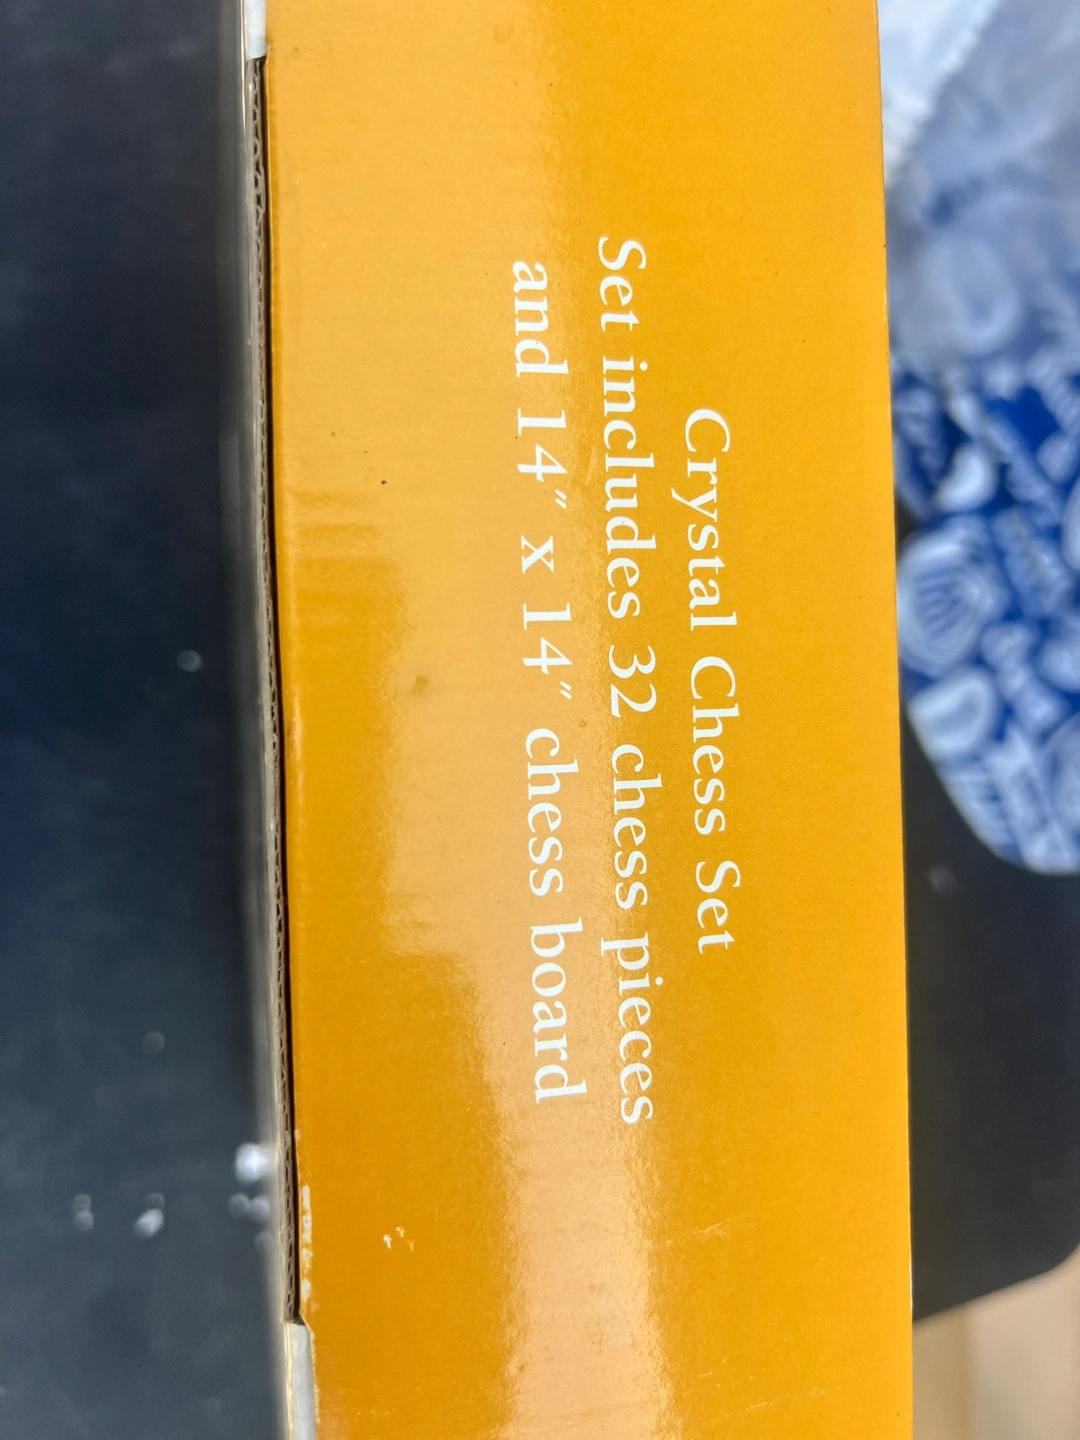 Crystal Chess Set
Set includes 32 chess pieces
and 14″ x 14″ chess board